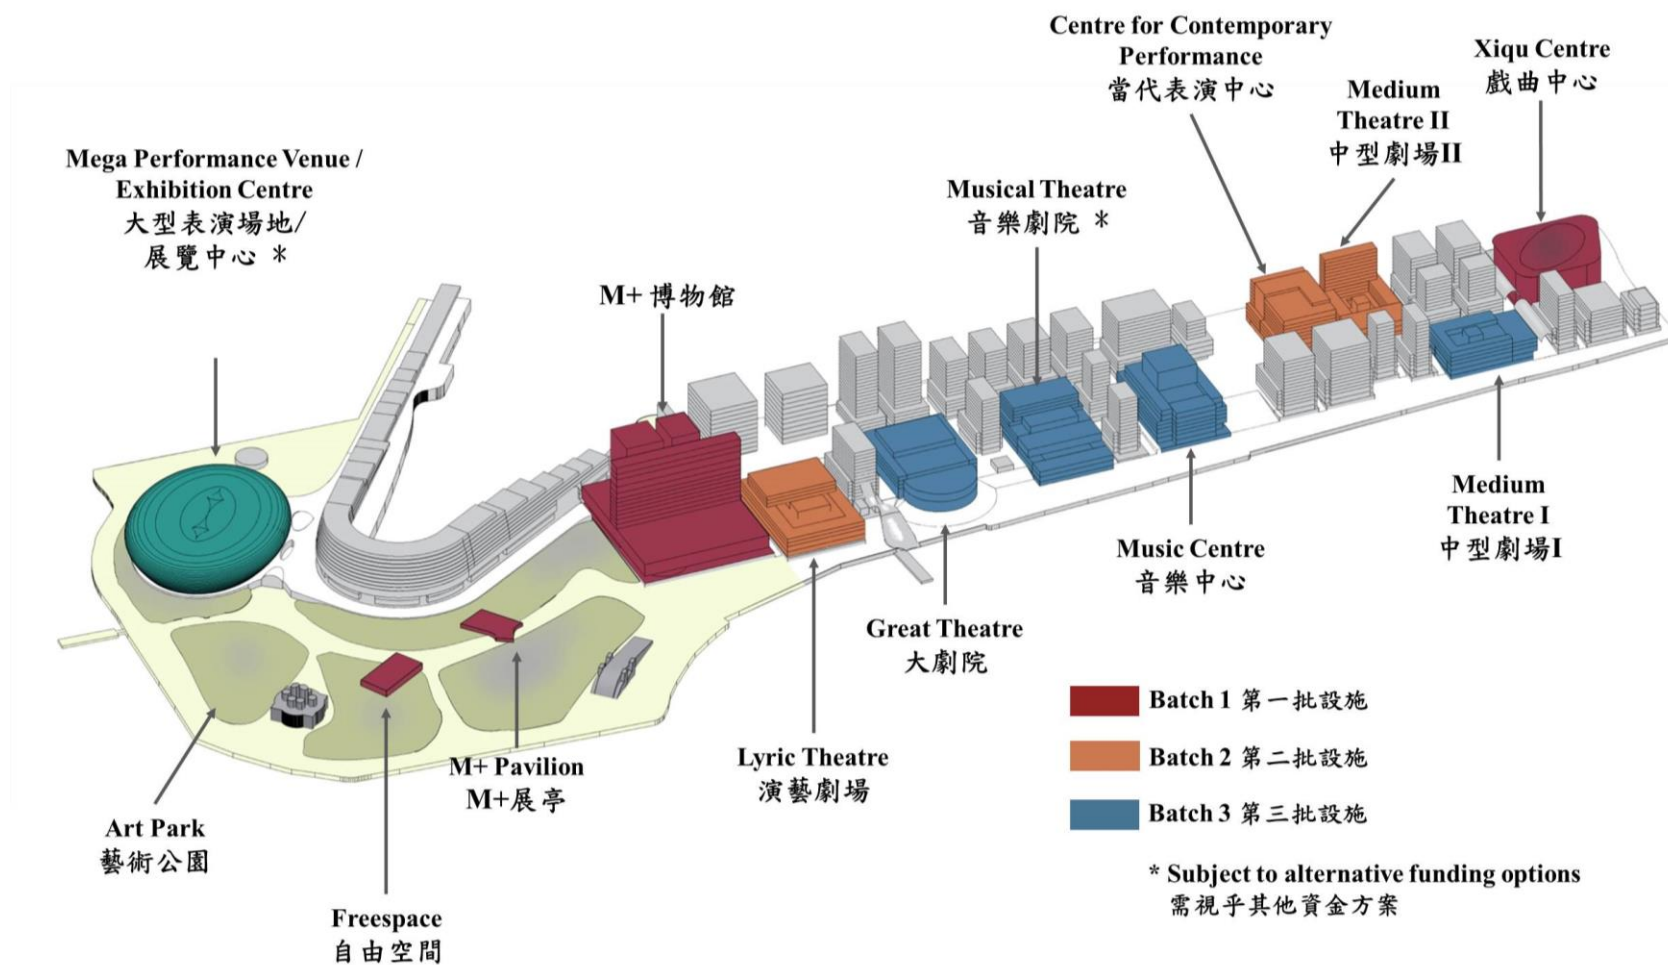 Centre for Contemporary
Performance
當代表演中心
Xiqu Centre
戲曲中心
Medium
Theatre II
中型劇場II
Mega Performance Venue /
Exhibition Centre
大型表演場地/
展覽中心 *
Musical Theatre
音樂劇院 *
M+ 博物館
Medium
Theatre I
中型劇場I
Music Centre
音樂中心
Great Theatre
大劇院
Lyric Theatre
演藝劇場
M+ Pavilion
M+展亭
Art Park
藝術公園
Freespace
自由空間
Batch 1 第一批設施
Batch 2 第二批設施
Batch 3 第三批設施
* Subject to alternative funding options
需視乎其他資金方案